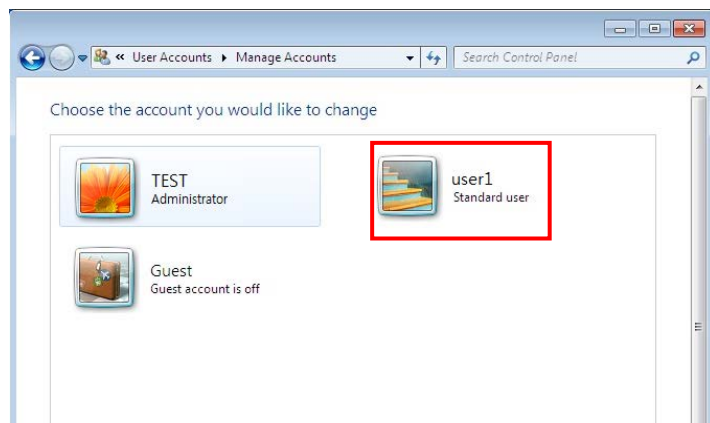 « User Accounts ▸ Manage Accounts
Search Control Panel
Choose the account you would like to change
TEST
Administrator
user1
Standard user
Guest
Guest account is off